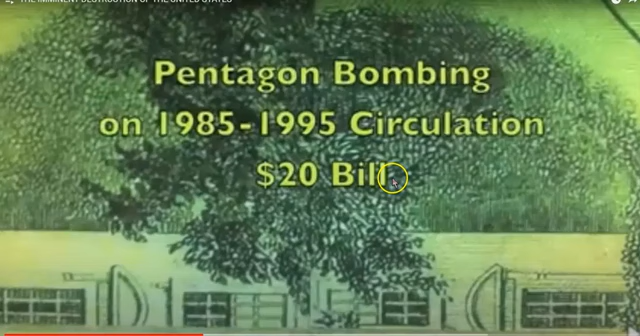 THE IMMINENT DESTRUCTION OF THE UNITED STATES
Pentagon Bombing
on 1985-1995 Circulation
$20 Bill